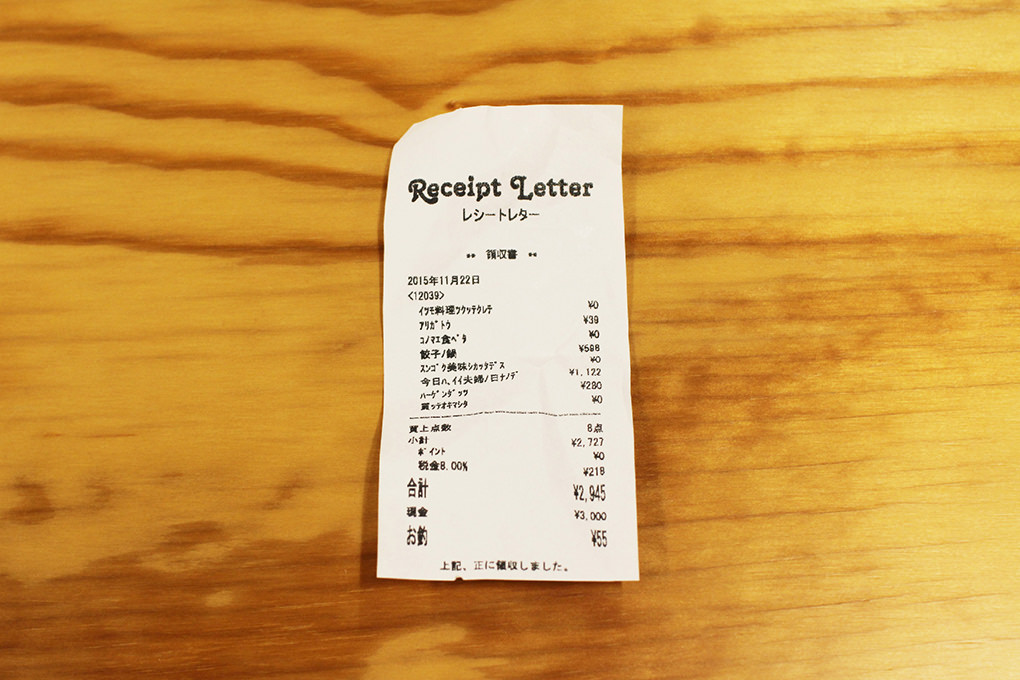 Receipt Letter
レシートレター
** 領収書 **
2015年11月22日
<12039>
ｲﾂﾓ料理ﾂｸｯﾃｸﾚﾃ ¥0
ｱﾘｶﾞﾄｳ ¥39
ｺﾉﾏｴ食ﾍﾞﾀ ¥0
餃子ﾉ鍋 ¥598
ｽﾝｺﾞｸ美味ｼｶｯﾀﾃﾞｽ ¥0
今日ﾊ､ｲｲ夫婦ﾉ日ﾅﾉﾃﾞ ¥1,122
ﾊｰｹﾞﾝﾀﾞｯﾂ ¥280
買ｯﾃｵｷﾏｼﾀ ¥0
買上点数 8点
小計 ¥2,727
ﾎﾟｲﾝﾄ ¥0
税金8.00% ¥218
合計 ¥2,945
現金 ¥3,000
お釣 ¥55
上記、正に領収しました。